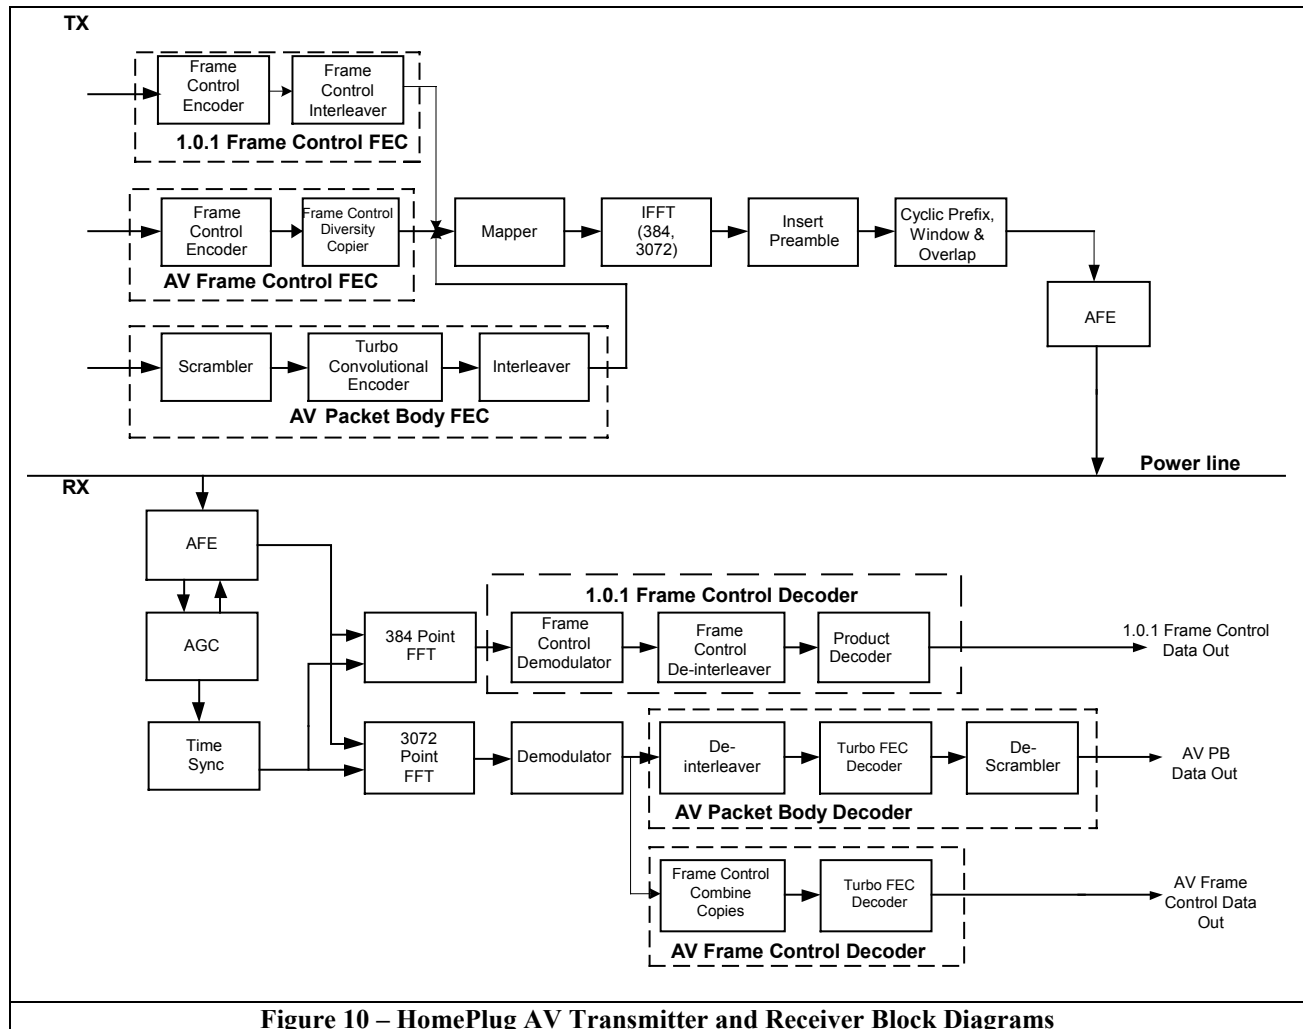 TX
Frame
Control
Encoder
Frame
Control
Interleaver
1.0.1 Frame Control FEC
Frame
Control
Encoder
Frame Control
Diversity
Copier
AV Frame Control FEC
Mapper
IFFT
(384,
3072)
Insert
Preamble
Cyclic Prefix,
Window &
Overlap
AFE
Scrambler
Turbo
Convolutional
Encoder
Interleaver
AV Packet Body FEC
Power line
RX
AFE
AGC
Time
Sync
384 Point
FFT
1.0.1 Frame Control Decoder
Frame
Control
Demodulator
Frame
Control
De-interleaver
Product
Decoder
1.0.1 Frame Control
Data Out
3072
Point
FFT
Demodulator
De-
interleaver
Turbo FEC
Decoder
De-
Scrambler
AV Packet Body Decoder
AV PB
Data Out
Frame Control
Combine
Copies
Turbo FEC
Decoder
AV Frame Control Decoder
AV Frame
Control Data
Out
Figure 10 – HomePlug AV Transmitter and Receiver Block Diagrams